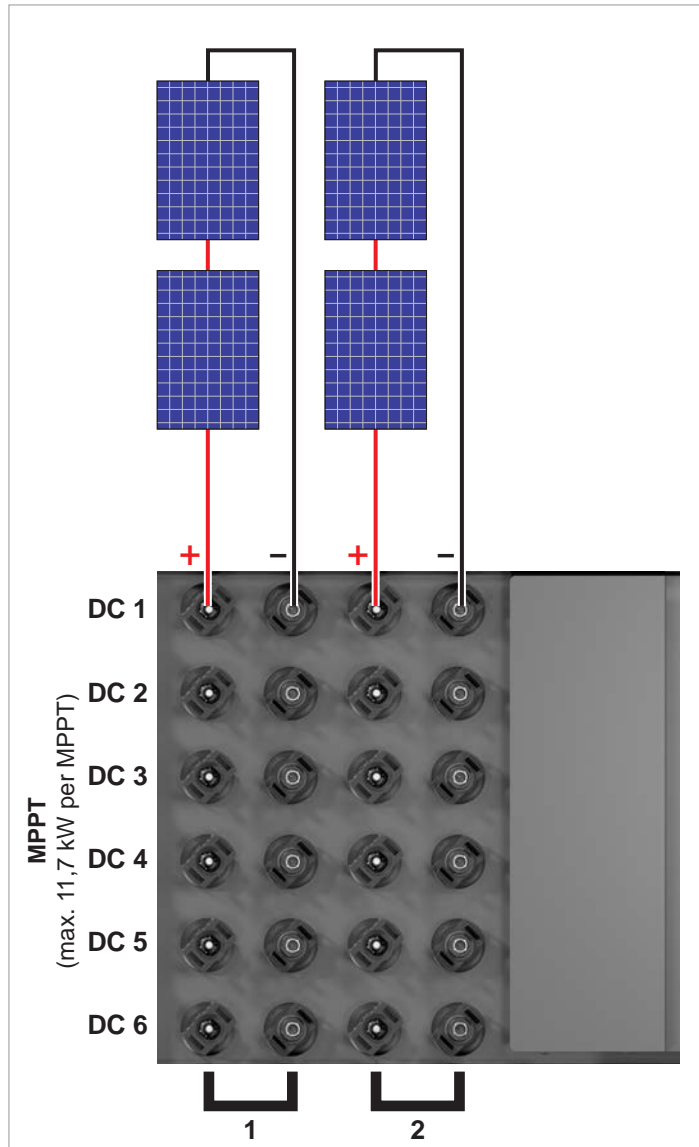 + – + –
DC 1
DC 2
DC 3
DC 4
DC 5
DC 6
MPPT
(max. 11,7 kW per MPPT)
1 2